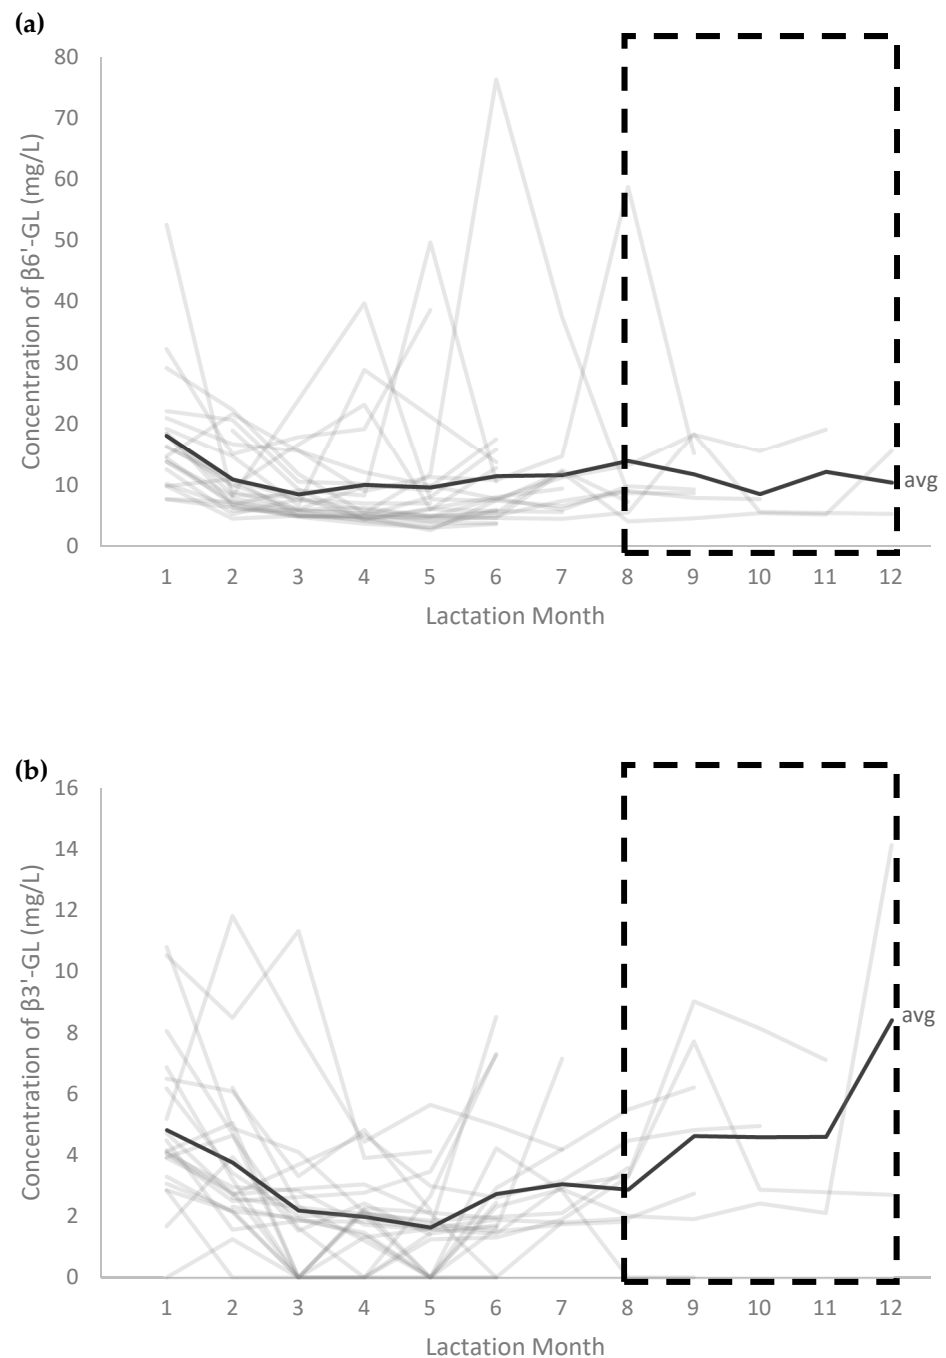 (a)
Concentration of β6'-GL (mg/L)
80
70
60
50
40
30
20
10
0
avg
1 2 3 4 5 6 7 8 9 10 11 12
Lactation Month
(b)
Concentration of β3'-GL (mg/L)
16
14
12
10
8
6
4
2
0
avg
1 2 3 4 5 6 7 8 9 10 11 12
Lactation Month